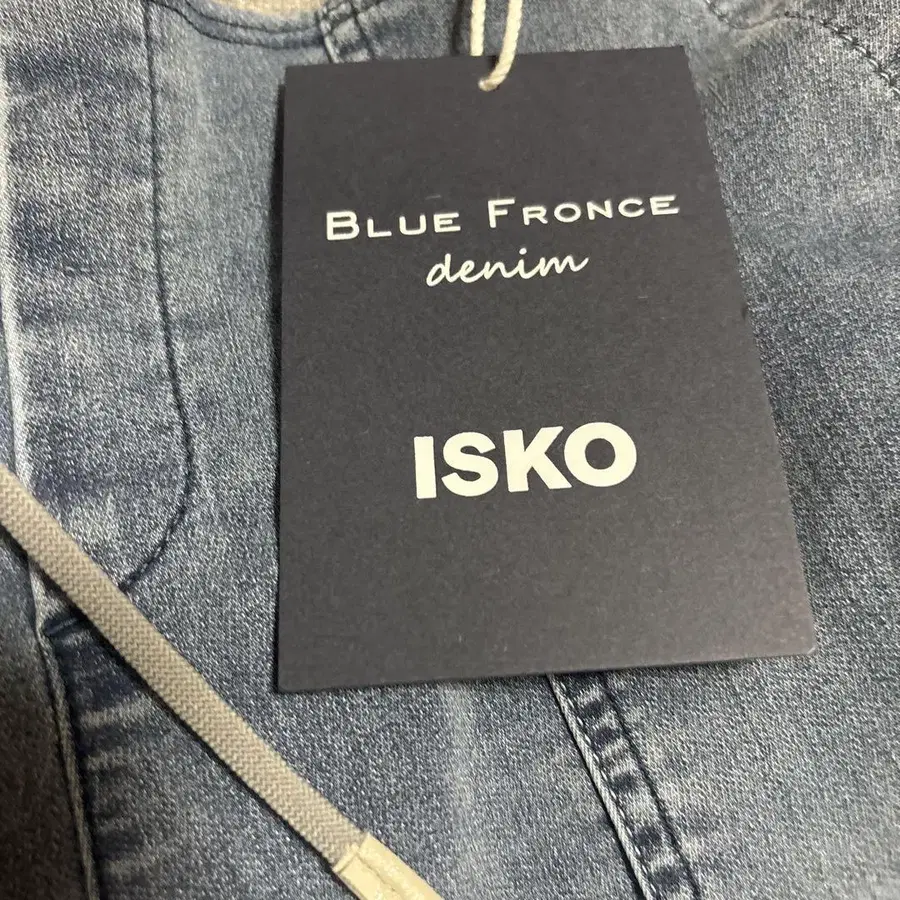 BLUE FRONCE
denim
ISKO